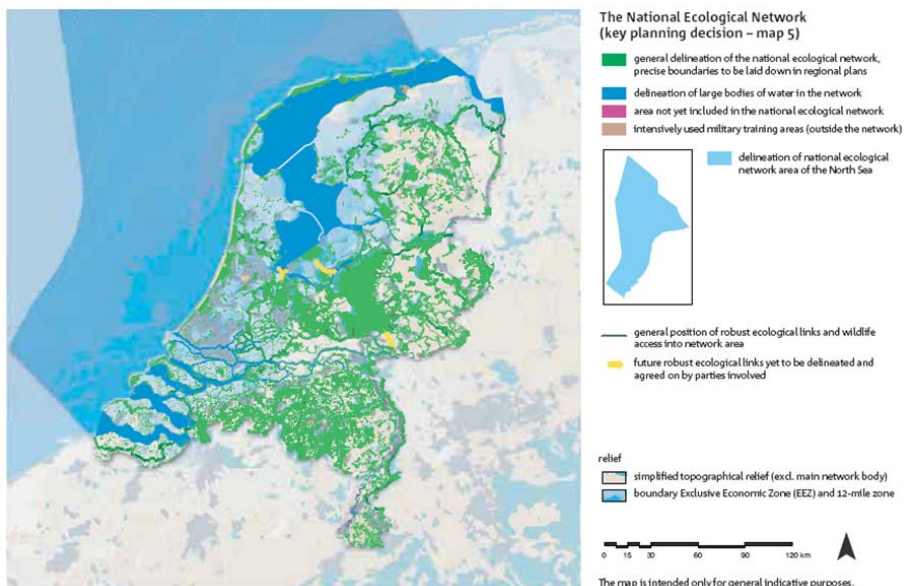 The National Ecological Network
(key planning decision – map 5)
general delineation of the national ecological network,
precise boundaries to be laid down in regional plans
delineation of large bodies of water in the network
area not yet included in the national ecological network
intensively used military training areas (outside the network)
delineation of national ecological
network area of the North Sea
general position of robust ecological links and wildlife
access into network area
future robust ecological links yet to be delineated and
agreed on by parties involved
relief
simplified topographical relief (excl. main network body)
boundary Exclusive Economic Zone (EEZ) and 12-mile zone
0 15 30 60 90 120 km
The map is intended only for general indicative purposes.